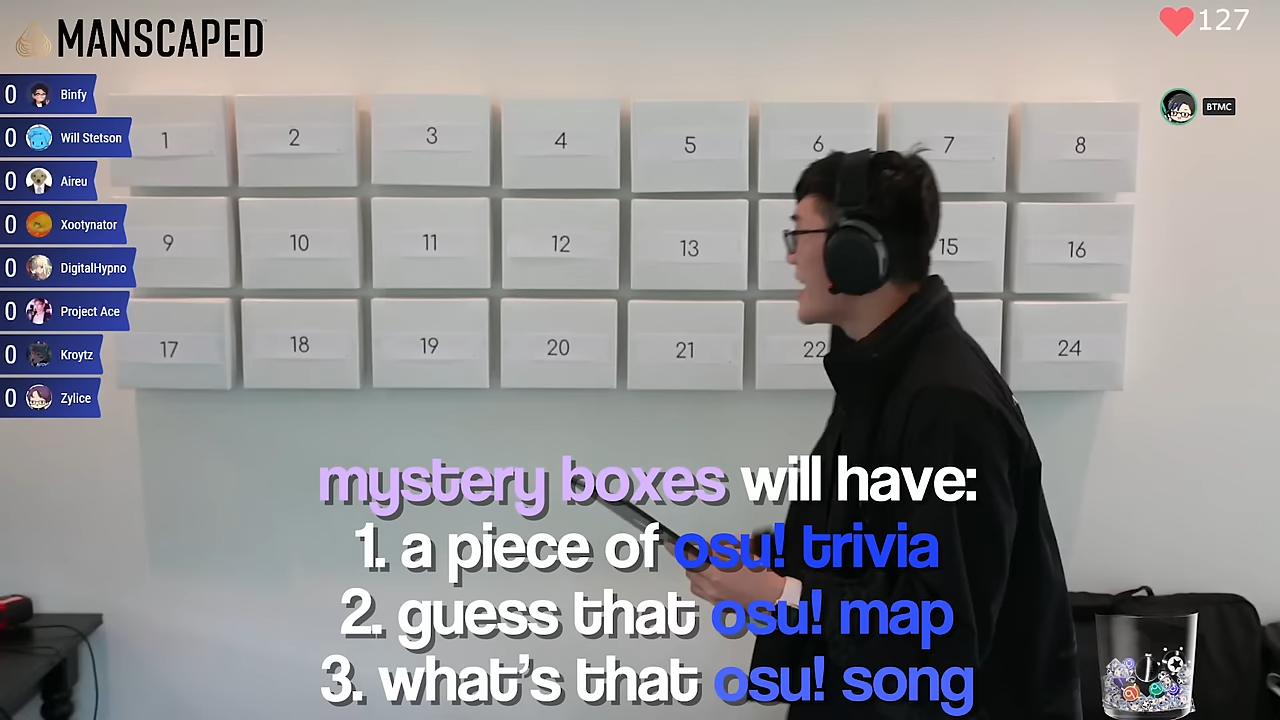 MANSCAPED
127
0 Binfy
0 Will Stetson
0 Aireu
0 Xootynator
0 DigitalHypno
0 Project Ace
0 Kroytz
0 Zylice
BTMC
1 2 3 4 5 6 7 8
9 10 11 12 13 15 16
17 18 19 20 21 22 24
mystery boxes will have:
1. a piece of osu! trivia
2. guess that osu! map
3. what's that osu! song